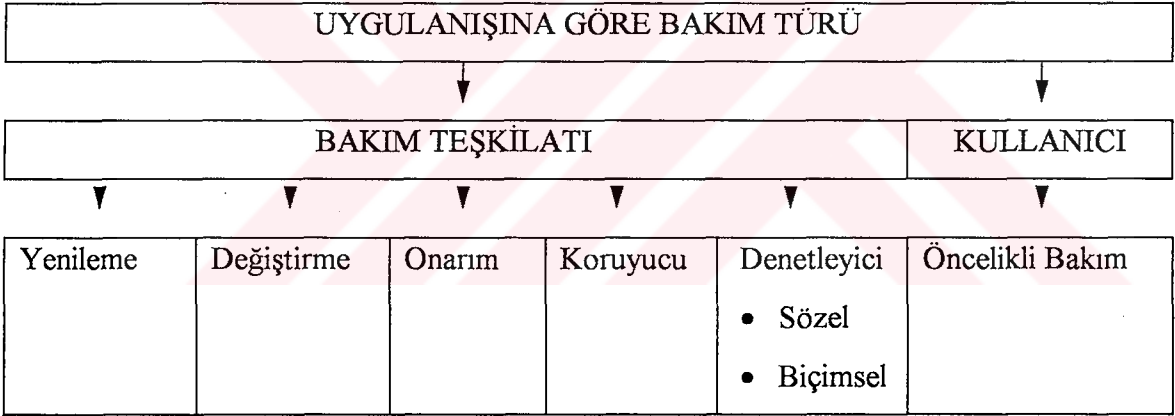 UYGULANIŞINA GÖRE BAKIM TÜRÜ
BAKIM TEŞKİLATI KULLANICI
Yenileme Değiştirme Onarım Koruyucu Denetleyici Öncelikli Bakım
• Sözel
• Biçimsel